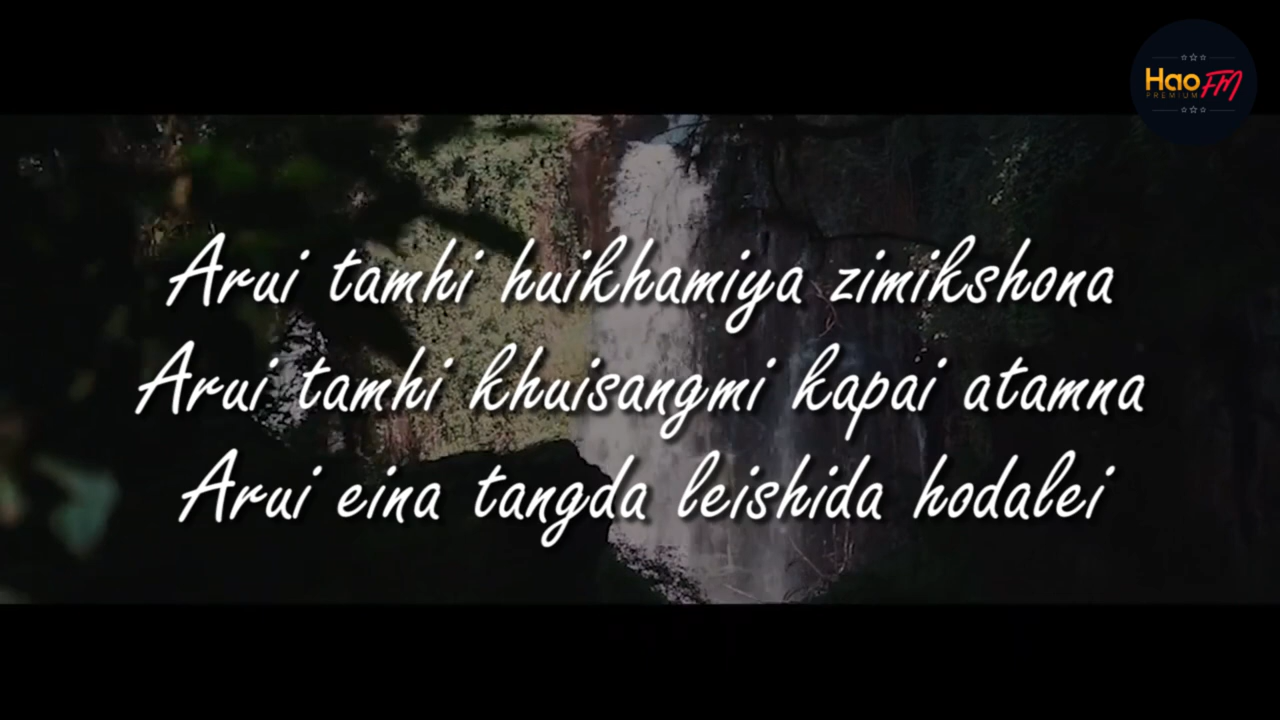 Hao FM
PREMIUM
Arui tamhi huikhamiya zimikshona
Arui tamhi khuisangmi kapai atamna
Arui eina tangda leishida hodalei